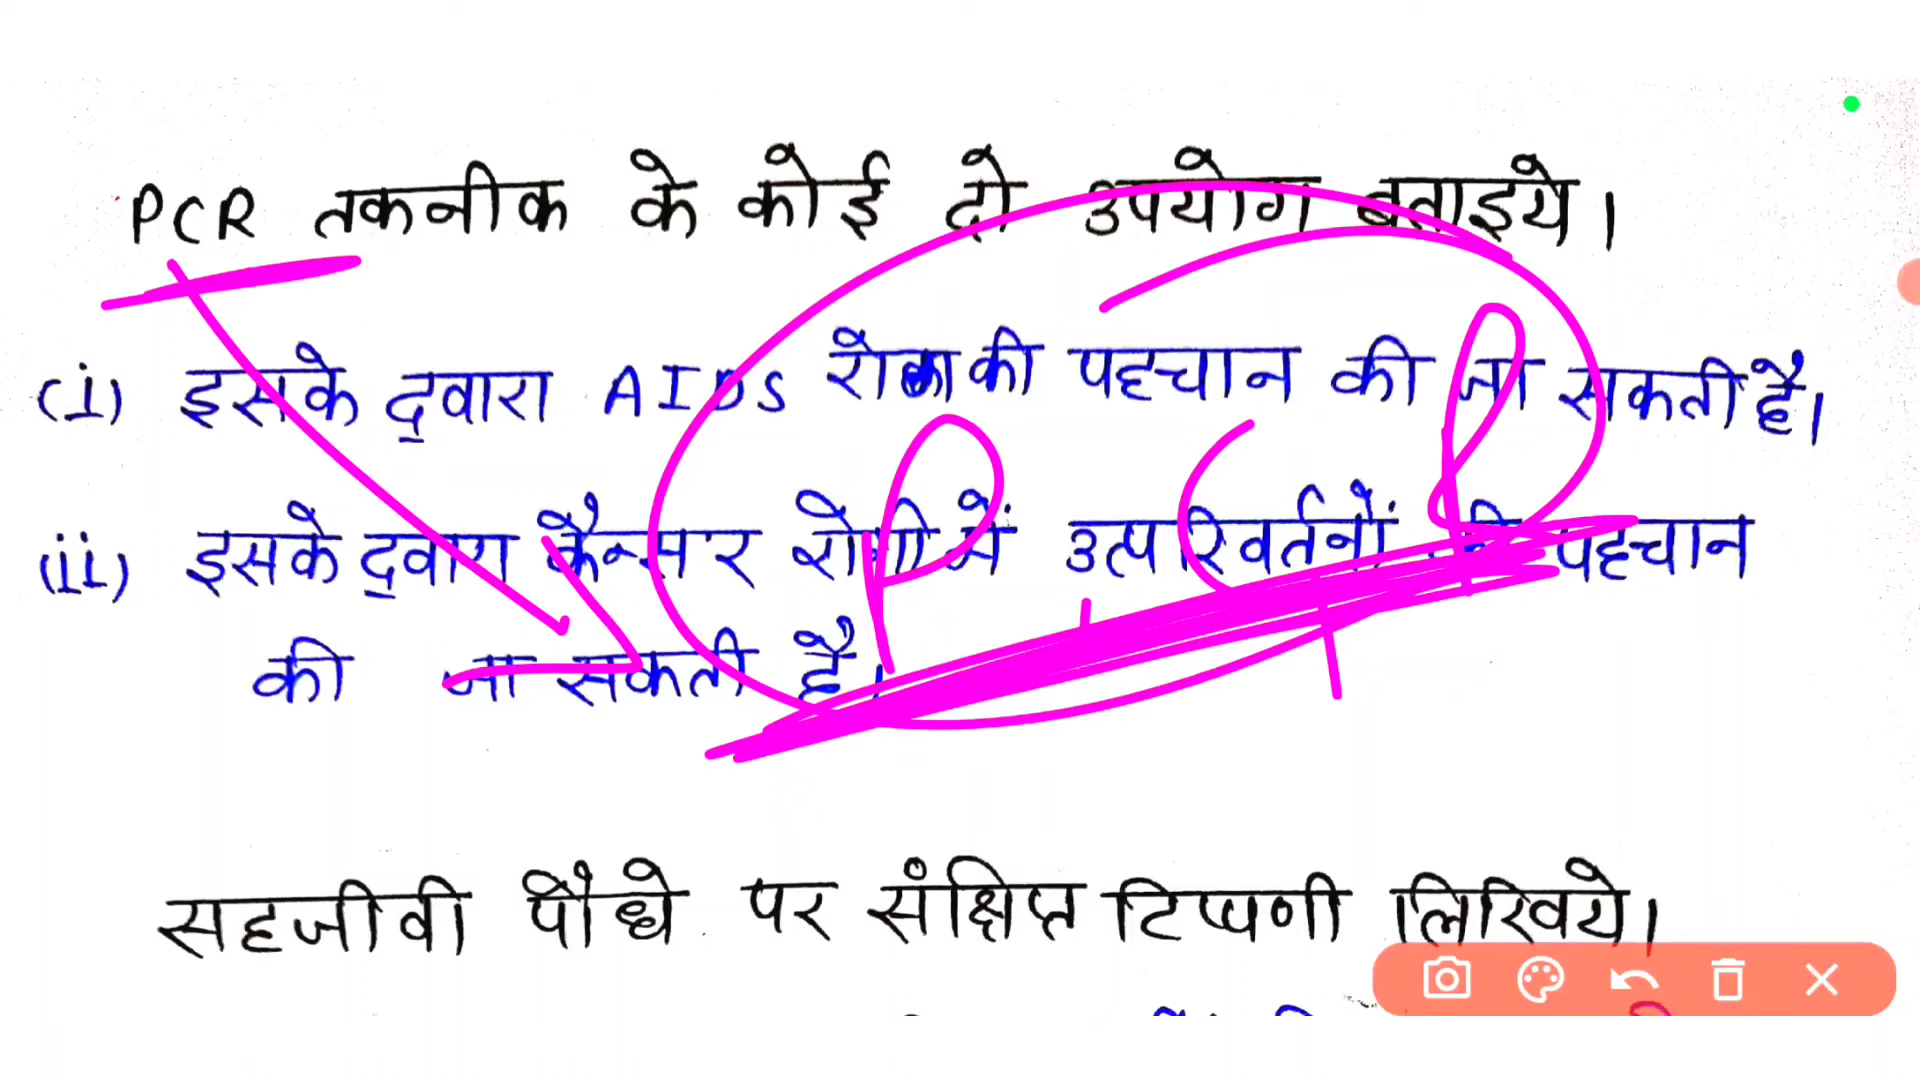 PCR तकनीक के कोई दो उपयोग बताइये।
(i) इसके द्वारा AIDS रोग की पहचान की जा सकती है।
(ii) इसके द्वारा कैन्सर रोगी में उत्परिवर्तनों की पहचान
की जा सकती है।
सहजीवी पौधे पर संक्षिप्त टिप्पणी लिखिये।